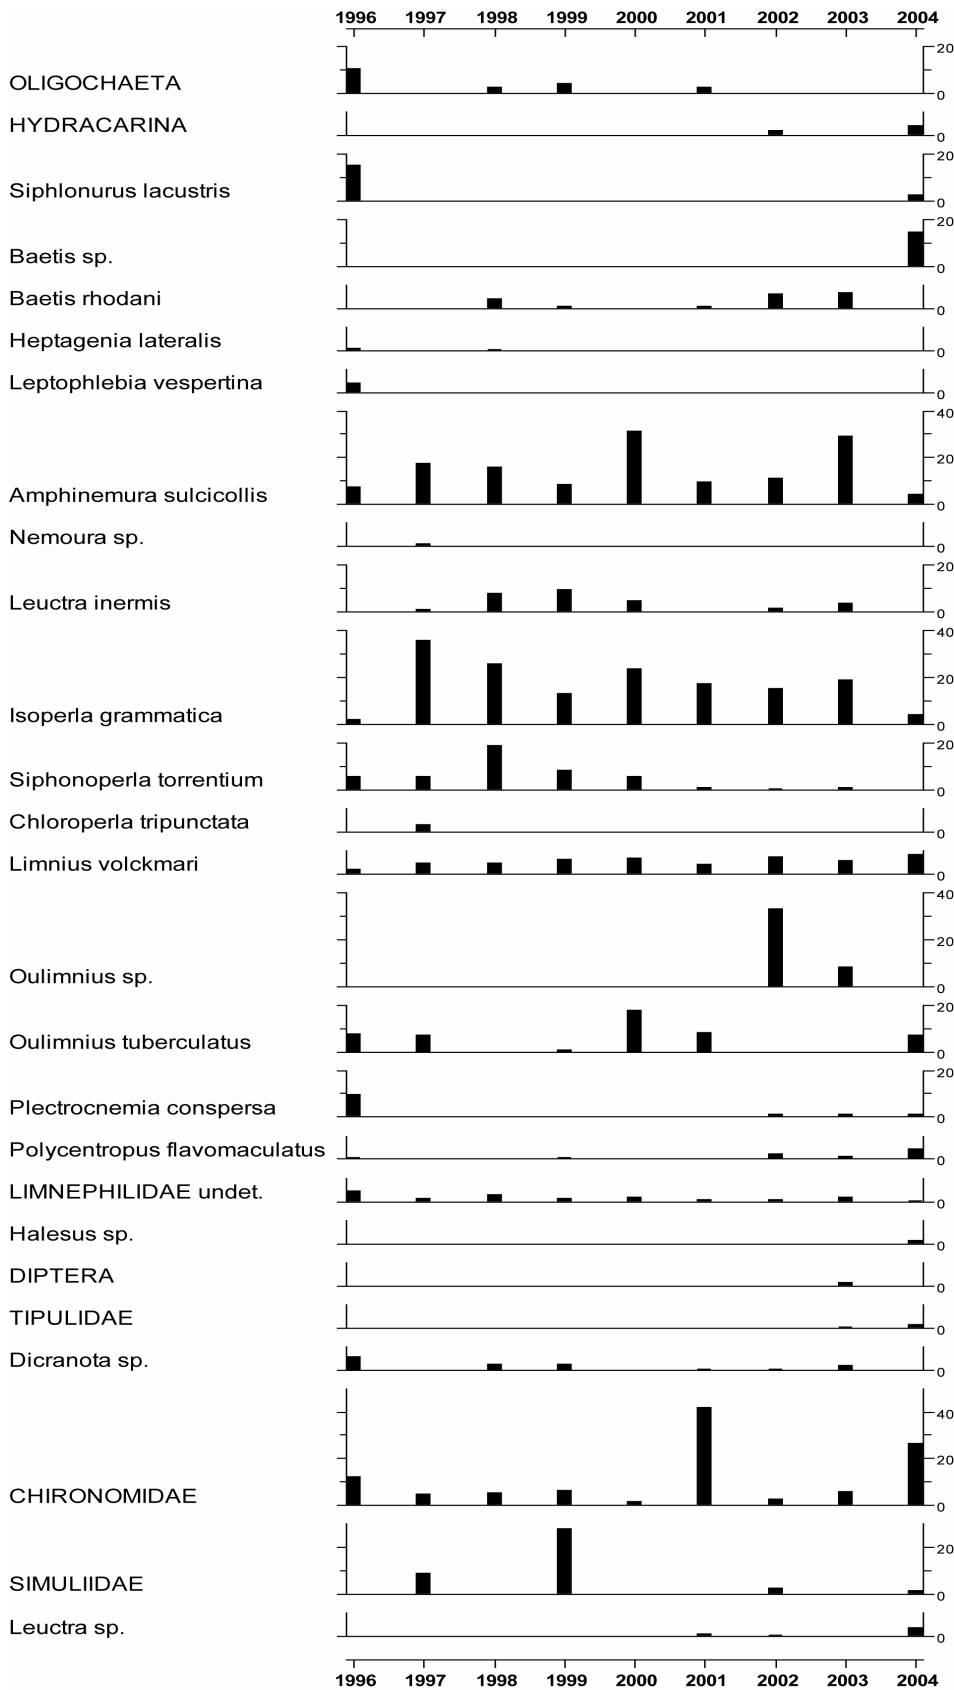 1996 1997 1998 1999 2000 2001 2002 2003 2004
20
OLIGOCHAETA
0
HYDRACARINA
0
20
Siphlonurus lacustris
0
20
Baetis sp.
0
Baetis rhodani
0
Heptagenia lateralis
0
Leptophlebia vespertina
0
40
20
Amphinemura sulcicollis
0
Nemoura sp.
0
20
Leuctra inermis
0
40
20
Isoperla grammatica
0
20
Siphonoperla torrentium
0
Chloroperla tripunctata
0
Limnius volckmari
0
40
20
Oulimnius sp.
0
20
Oulimnius tuberculatus
0
20
Plectrocnemia conspersa
0
Polycentropus flavomaculatus
0
LIMNEPHILIDAE undet.
0
Halesus sp.
0
DIPTERA
0
TIPULIDAE
0
Dicranota sp.
0
40
20
CHIRONOMIDAE
0
20
SIMULIIDAE
0
Leuctra sp.
0
1996 1997 1998 1999 2000 2001 2002 2003 2004